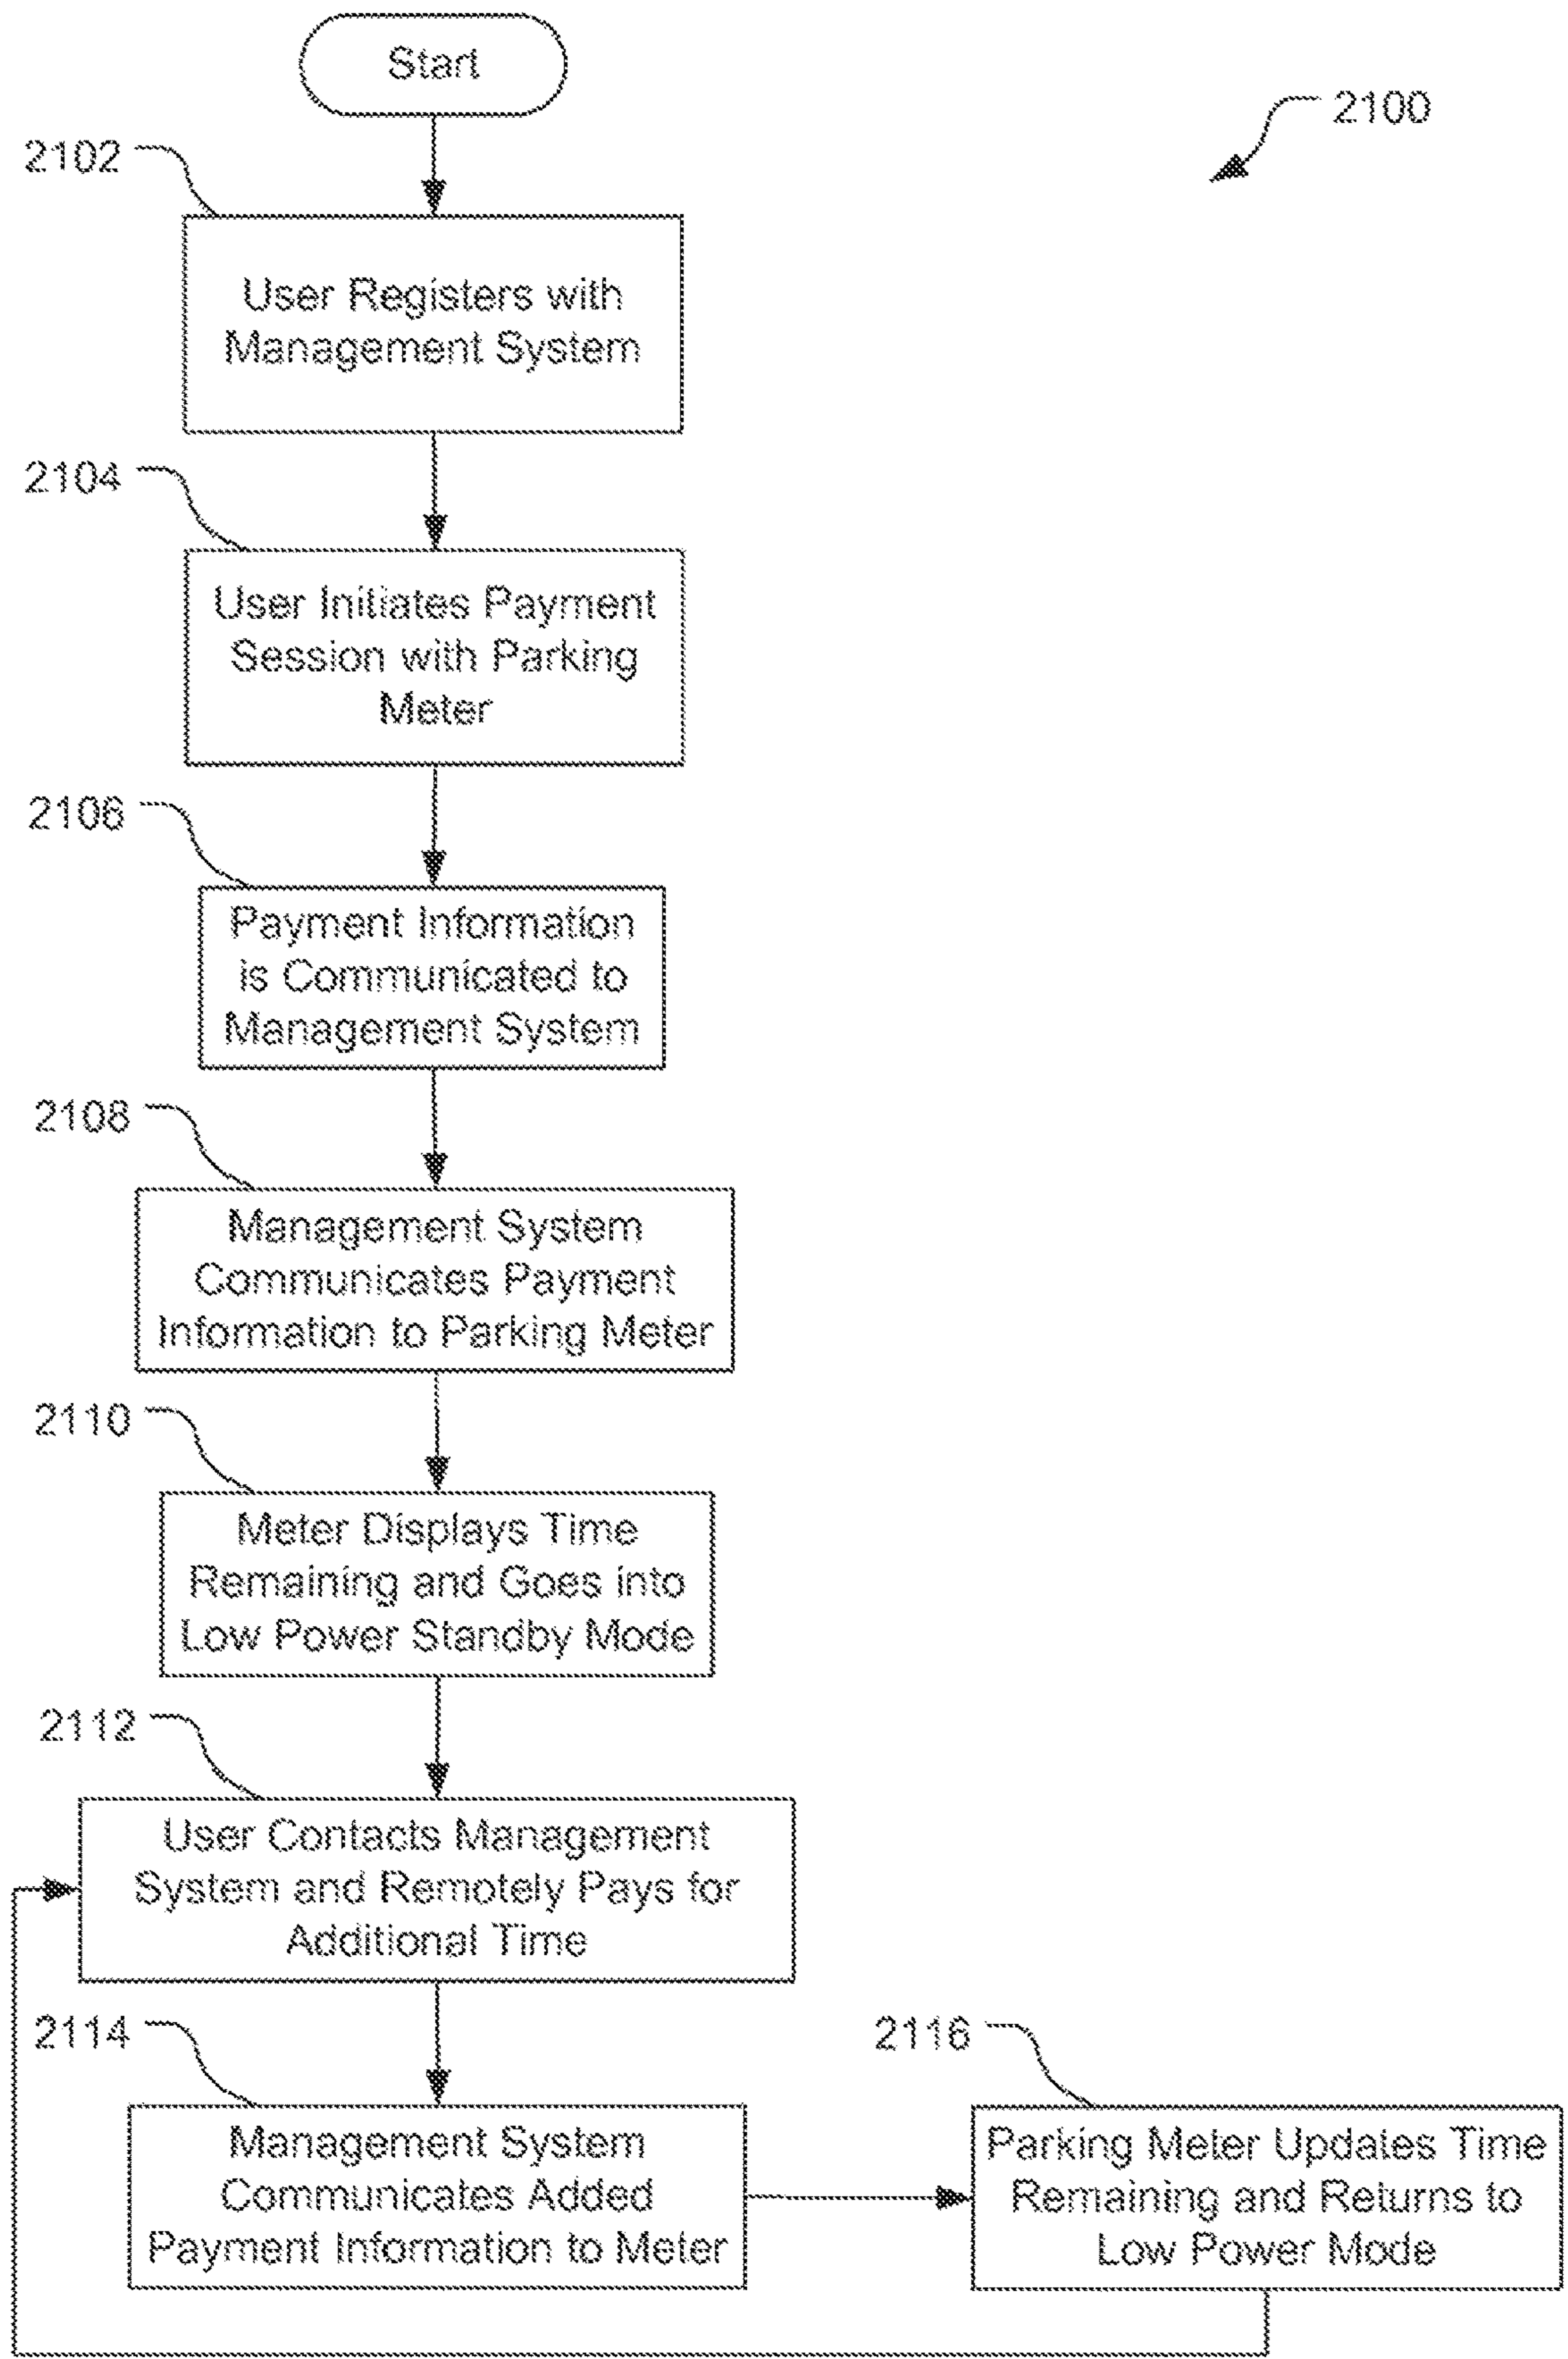 Start
2100
2102
User Registers with
Management System
2104
User Initiates Payment
Session with Parking
Meter
2106
Payment Information
is Communicated to
Management System
2108
Management System
Communicates Payment
Information to Parking Meter
2110
Meter Displays Time
Remaining and Goes into
Low Power Standby Mode
2112
User Contacts Management
System and Remotely Pays for
Additional Time
2114
Management System
Communicates Added
Payment Information to Meter
2116
Parking Meter Updates Time
Remaining and Returns to
Low Power Mode